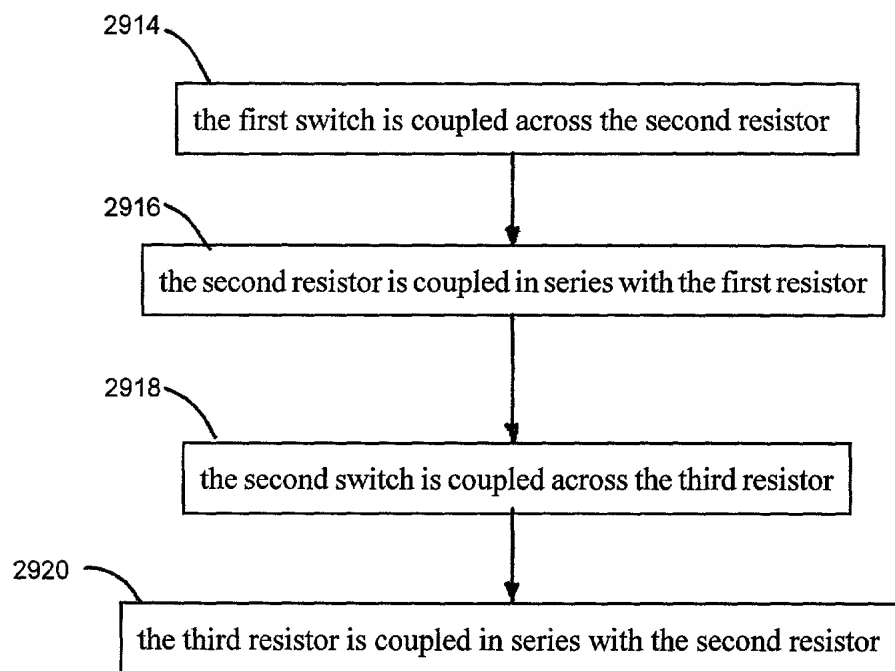 2914
the first switch is coupled across the second resistor
2916
the second resistor is coupled in series with the first resistor
2918
the second switch is coupled across the third resistor
2920
the third resistor is coupled in series with the second resistor